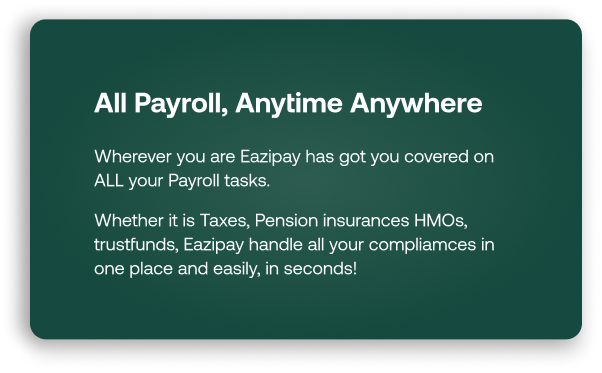 All Payroll, Anytime Anywhere
Wherever you are Eazipay has got you covered on
ALL your Payroll tasks.
Whether it is Taxes, Pension insurances HMOs,
trustfunds, Eazipay handle all your compliamces in
one place and easily, in seconds!